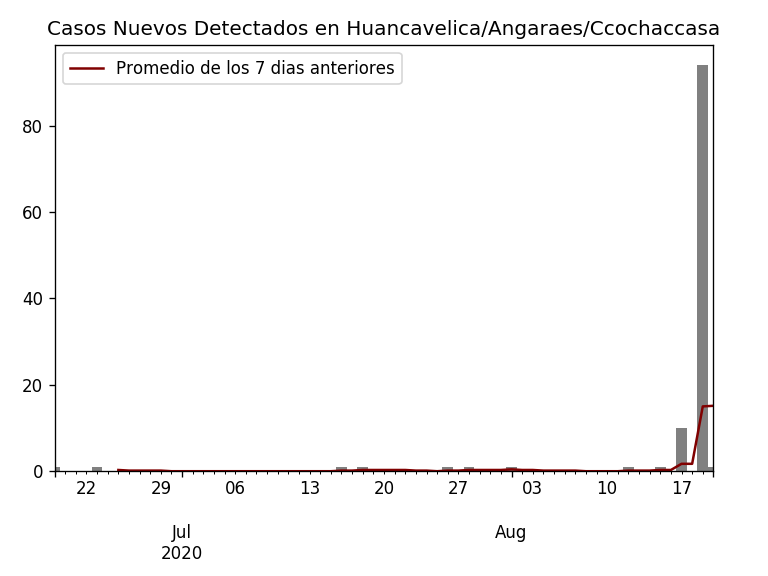 Casos Nuevos Detectados en Huancavelica/Angaraes/Ccochaccasa
Promedio de los 7 dias anteriores
80
60
40
20
0
22 29 06 13 20 27 03 10 17
Jul Aug
2020